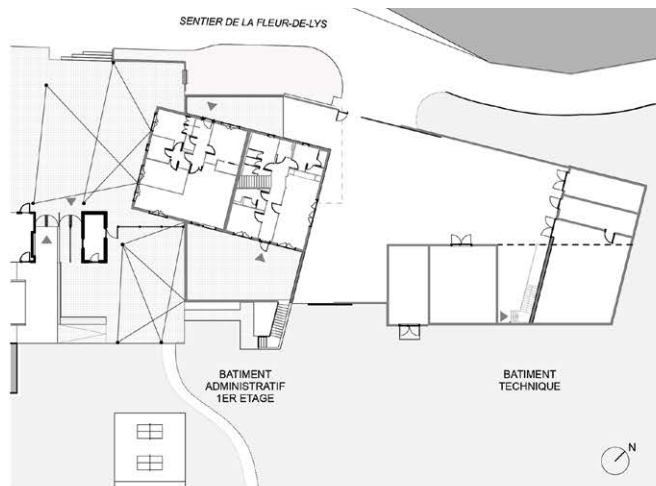 SENTIER DE LA FLEUR-DE-LYS
BATIMENT
ADMINISTRATIF
1ER ETAGE
BATIMENT
TECHNIQUE
N